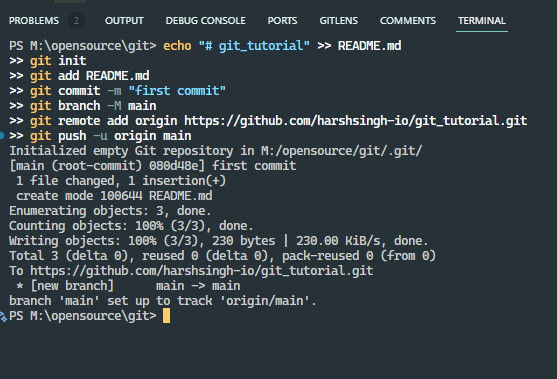 PROBLEMS 2 OUTPUT DEBUG CONSOLE PORTS GITLENS COMMENTS TERMINAL
PS M:\opensource\git> echo "# git_tutorial" >> README.md
>> git init
>> git add README.md
>> git commit -m "first commit"
>> git branch -M main
>> git remote add origin https://github.com/harshsingh-io/git_tutorial.git
>> git push -u origin main
Initialized empty Git repository in M:/opensource/git/.git/
[main (root-commit) 080d48e] first commit
 1 file changed, 1 insertion(+)
 create mode 100644 README.md
Enumerating objects: 3, done.
Counting objects: 100% (3/3), done.
Writing objects: 100% (3/3), 230 bytes | 230.00 KiB/s, done.
Total 3 (delta 0), reused 0 (delta 0), pack-reused 0 (from 0)
To https://github.com/harshsingh-io/git_tutorial.git
 * [new branch]      main -> main
branch 'main' set up to track 'origin/main'.
PS M:\opensource\git>